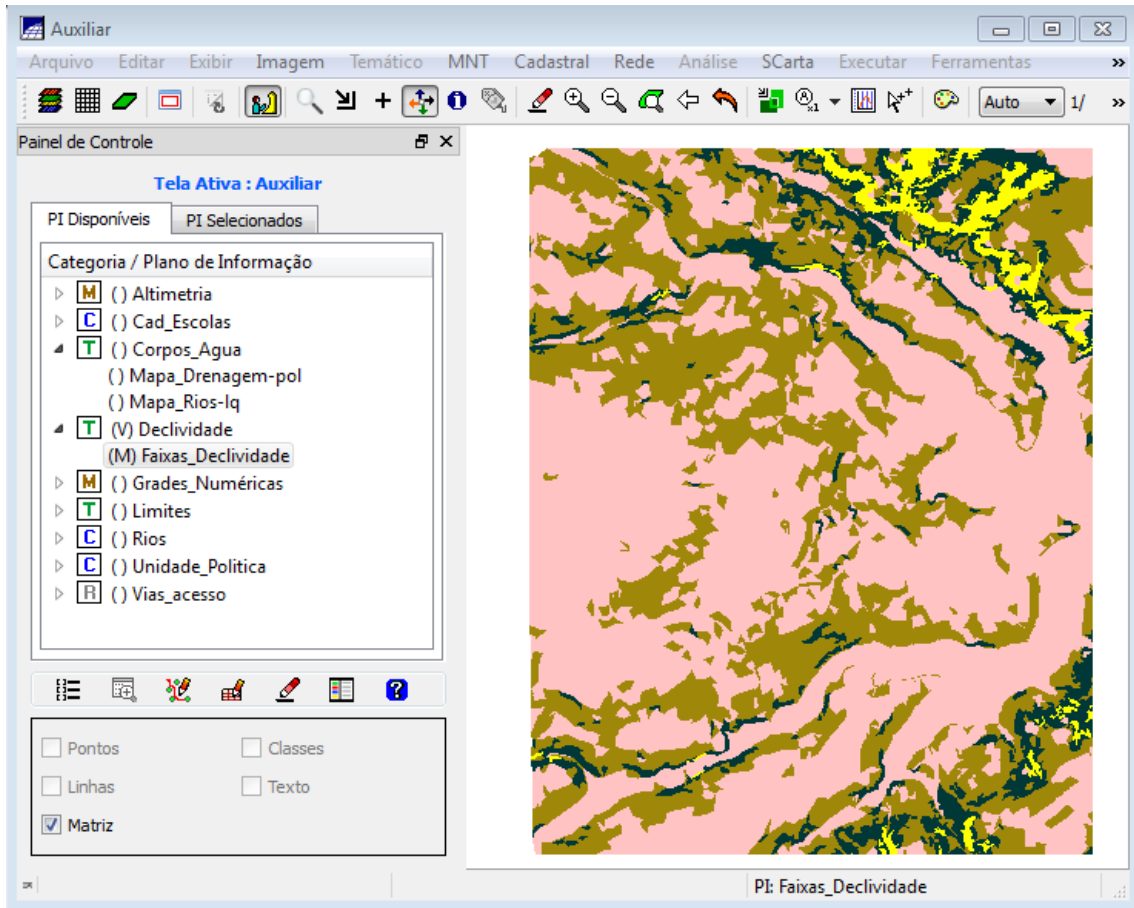 Auxiliar
Arquivo Editar Exibir Imagem Temático MNT Cadastral Rede Análise SCarta Executar Ferramentas »
Auto 1/ »
Painel de Controle
Tela Ativa : Auxiliar
PI Disponíveis PI Selecionados
Categoria / Plano de Informação
M () Altimetria
C () Cad_Escolas
T () Corpos_Agua
() Mapa_Drenagem-pol
() Mapa_Rios-lq
T (V) Declividade
(M) Faixas_Declividade
M () Grades_Numéricas
T () Limites
C () Rios
C () Unidade_Politica
R () Vias_acesso
Pontos Classes
Linhas Texto
Matriz
PI: Faixas_Declividade